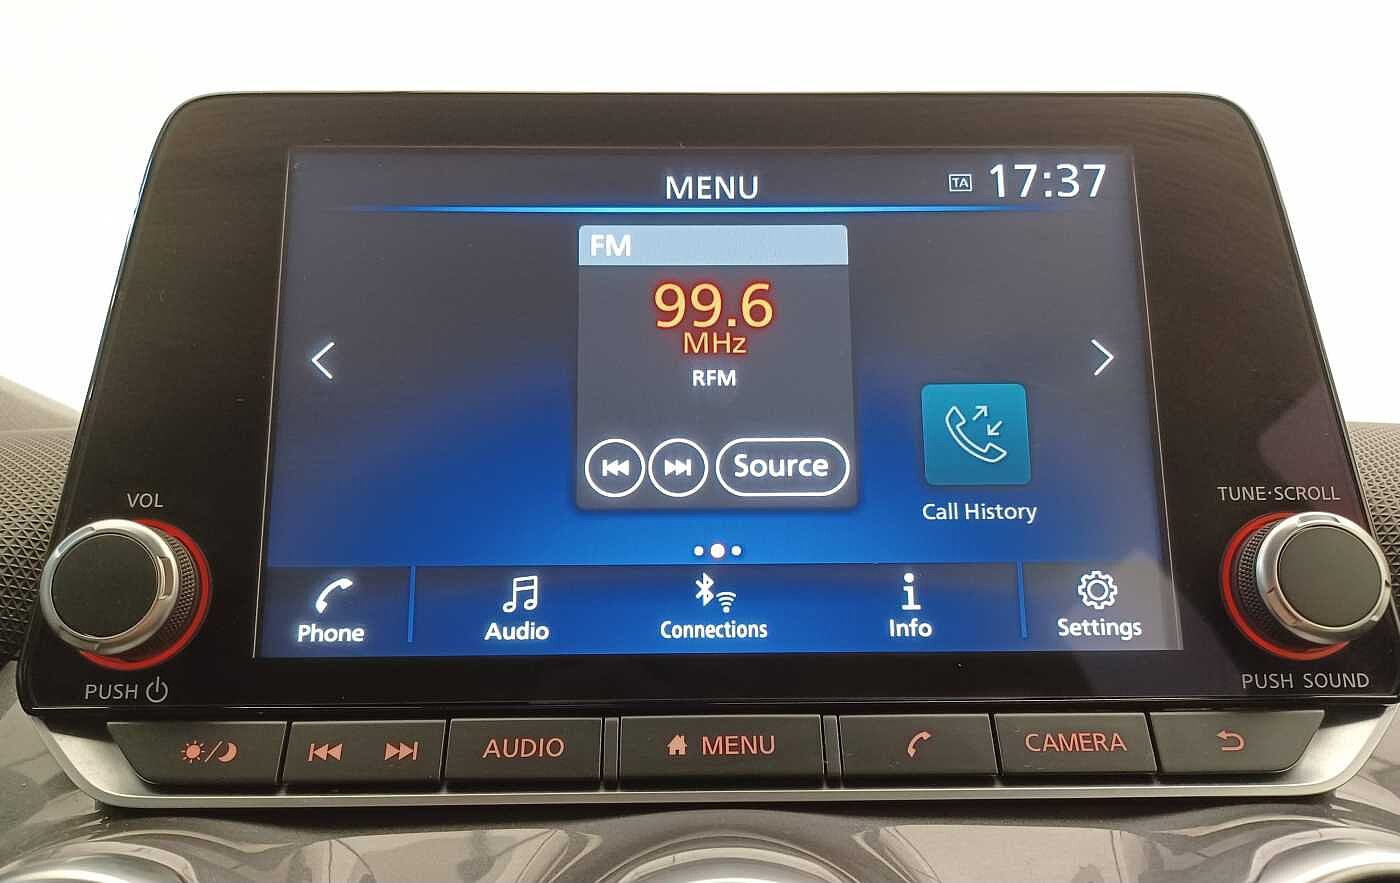 MENU
TA 17:37
FM
99.6
MHz
RFM
Source
Call History
Phone
Audio
Connections
Info
Settings
VOL
PUSH
TUNE·SCROLL
PUSH SOUND
AUDIO
MENU
CAMERA